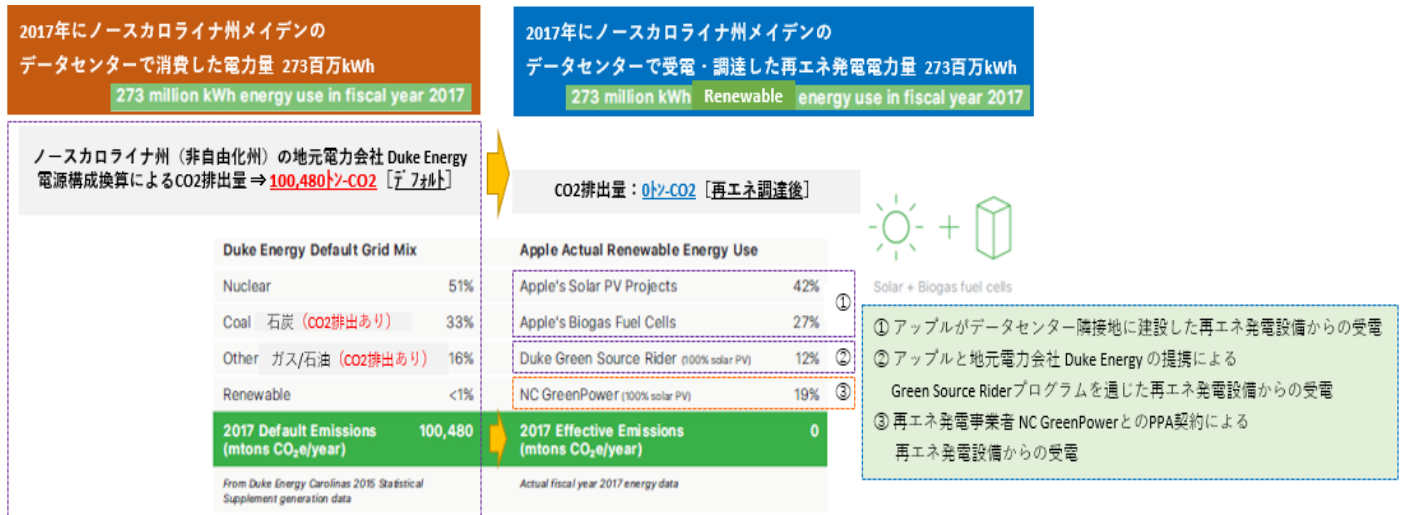 2017年にノースカロライナ州メイデンの
データセンターで消費した電力量 273百万kWh
273 million kWh energy use in fiscal year 2017
ノースカロライナ州（非自由化州）の地元電力会社 Duke Energy
電源構成換算によるCO2排出量 ⇒ 100,480ﾄﾝ-CO2［ﾃﾞﾌｫﾙﾄ］
Duke Energy Default Grid Mix
Nuclear 51%
Coal 石炭（CO2排出あり） 33%
Other ガス/石油（CO2排出あり） 16%
Renewable <1%
2017 Default Emissions 100,480
(mtons CO₂e/year)
From Duke Energy Carolinas 2015 Statistical
Supplement generation data
2017年にノースカロライナ州メイデンの
データセンターで受電・調達した再エネ発電電力量 273百万kWh
273 million kWh Renewable energy use in fiscal year 2017
CO2排出量：0ﾄﾝ-CO2［再エネ調達後］
Apple Actual Renewable Energy Use
Apple's Solar PV Projects 42%
①
Apple's Biogas Fuel Cells 27%
Duke Green Source Rider (100% solar PV) 12% ②
NC GreenPower (100% solar PV) 19% ③
2017 Effective Emissions 0
(mtons CO₂e/year)
Actual fiscal year 2017 energy data
Solar + Biogas fuel cells
① アップルがデータセンター隣接地に建設した再エネ発電設備からの受電
② アップルと地元電力会社 Duke Energy の提携による
Green Source Riderプログラムを通じた再エネ発電設備からの受電
③ 再エネ発電事業者 NC GreenPowerとのPPA契約による
再エネ発電設備からの受電